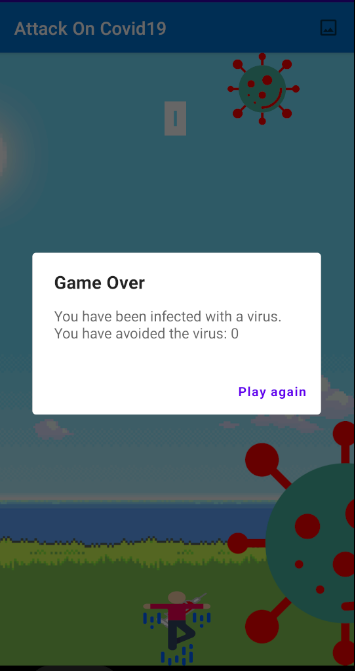 Attack On Covid19
Game Over
You have been infected with a virus.
You have avoided the virus: 0
Play again